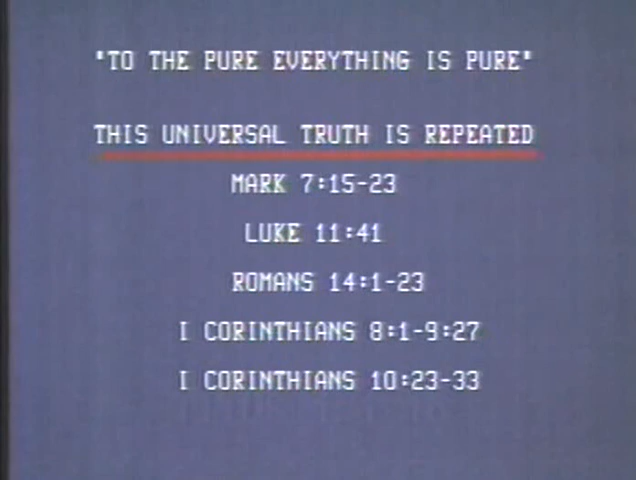 "TO THE PURE EVERYTHING IS PURE"
THIS UNIVERSAL TRUTH IS REPEATED
MARK 7:15-23
LUKE 11:41
ROMANS 14:1-23
I CORINTHIANS 8:1-9:27
I CORINTHIANS 10:23-33